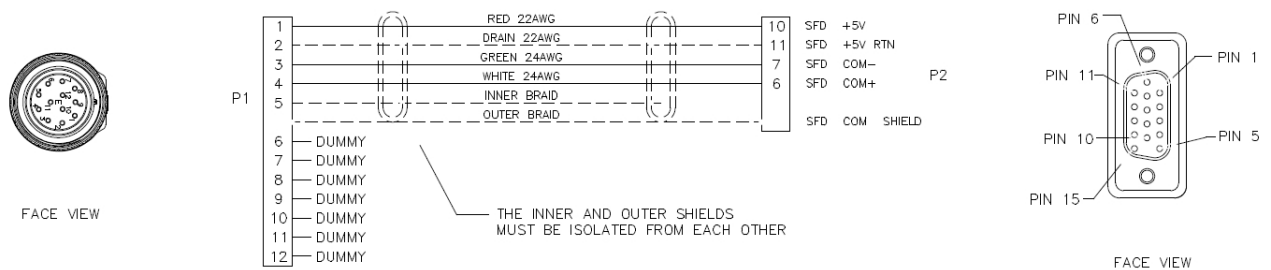 RED 22AWG
1 10 SFD +5V
DRAIN 22AWG
2 11 SFD +5V RTN
GREEN 24AWG
3 7 SFD COM-
WHITE 24AWG
4 6 SFD COM+
INNER BRAID
5
OUTER BRAID
SFD COM SHIELD
P1
P2
6 DUMMY
7 DUMMY
8 DUMMY
9 DUMMY
10 DUMMY
11 DUMMY
12 DUMMY
THE INNER AND OUTER SHIELDS
MUST BE ISOLATED FROM EACH OTHER
FACE VIEW
PIN 6
PIN 1
PIN 11
PIN 10
PIN 5
PIN 15
FACE VIEW